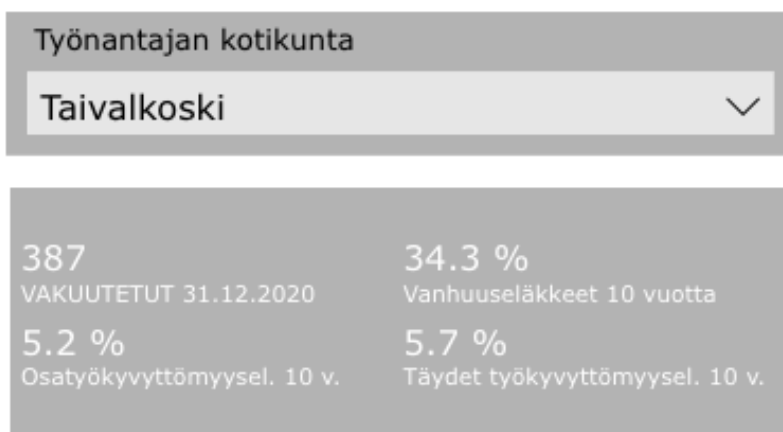 Työnantajan kotikunta
Taivalkoski
387
VAKUUTETUT 31.12.2020
34.3 %
Vanhuuseläkkeet 10 vuotta
5.2 %
Osatyökyvyttömyysel. 10 v.
5.7 %
Täydet työkyvyttömyysel. 10 v.